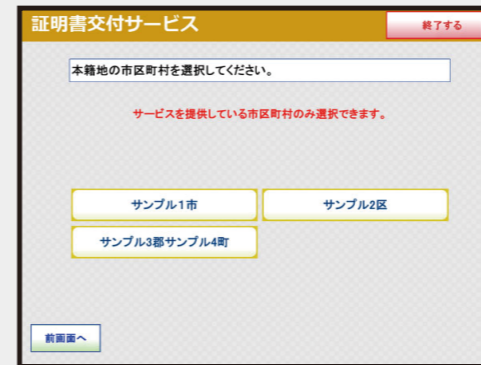 証明書交付サービス
終了する
本籍地の市区町村を選択してください。
サービスを提供している市区町村のみ選択できます。
サンプル1市
サンプル2区
サンプル3郡サンプル4町
前画面へ